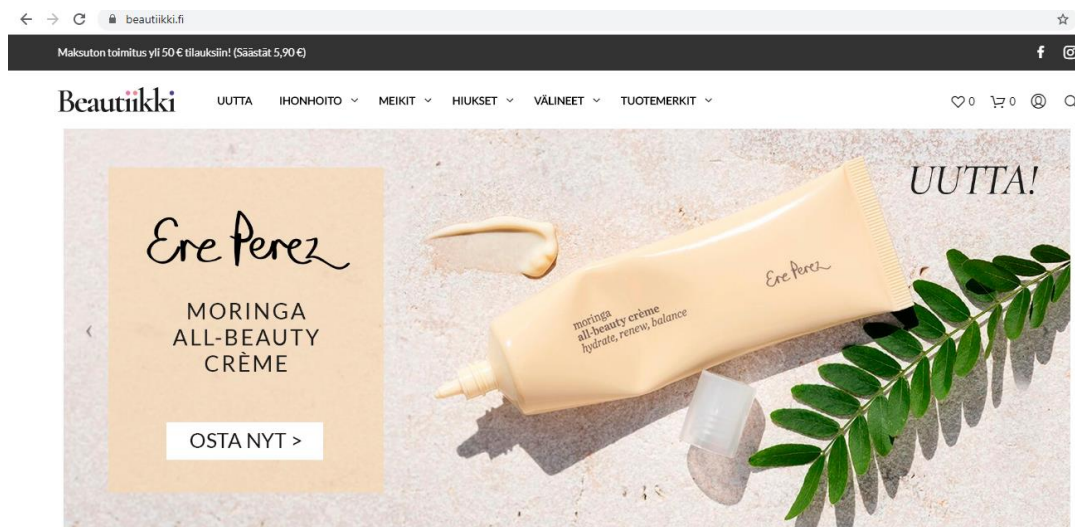 beautiikki.fi
Maksuton toimitus yli 50 € tilauksiin! (Säästät 5,90 €)
Beautiikki UUTTA IHONHOITO MEIKIT HIUKSET VÄLINEET TUOTEMERKIT 0 0
UUTTA!
Ere Perez
MORINGA
ALL-BEAUTY
CRÈME
OSTA NYT >
Ere Perez
moringa
all-beauty crème
hydrate, renew, balance